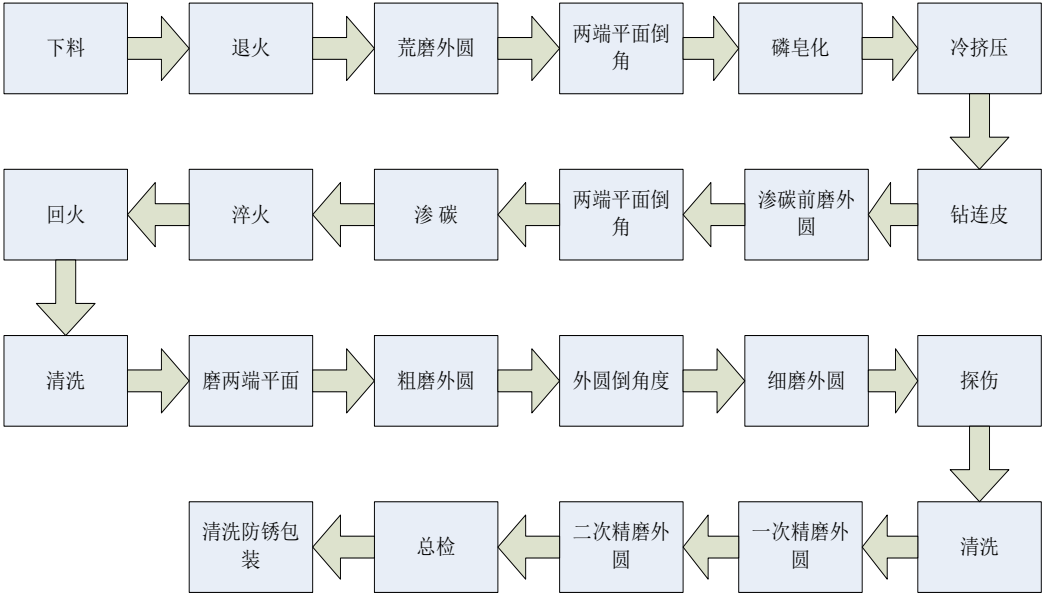 下料
退火
荒磨外圆
两端平面倒
角
磷皂化
冷挤压
钻连皮
渗碳前磨外
圆
两端平面倒
角
渗 碳
淬火
回火
清洗
磨两端平面
粗磨外圆
外圆倒角度
细磨外圆
探伤
清洗
一次精磨外
圆
二次精磨外
圆
总检
清洗防锈包
装